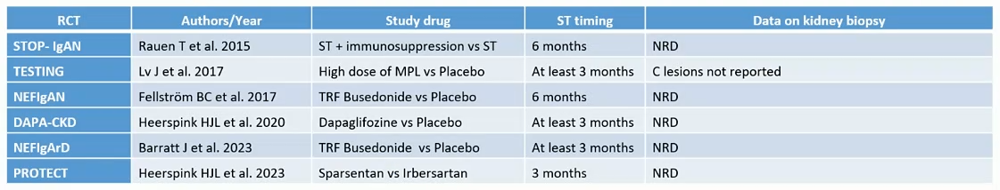 RCT Authors/Year Study drug ST timing Data on kidney biopsy
STOP- IgAN Rauen T et al. 2015 ST + immunosuppression vs ST 6 months NRD
TESTING Lv J et al. 2017 High dose of MPL vs Placebo At least 3 months C lesions not reported
NEFIgAN Fellström BC et al. 2017 TRF Busedonide vs Placebo 6 months NRD
DAPA-CKD Heerspink HJL et al. 2020 Dapaglifozine vs Placebo At least 3 months NRD
NEFIgArD Barratt J et al. 2023 TRF Busedonide vs Placebo At least 3 months NRD
PROTECT Heerspink HJL et al. 2023 Sparsentan vs Irbersartan 3 months NRD